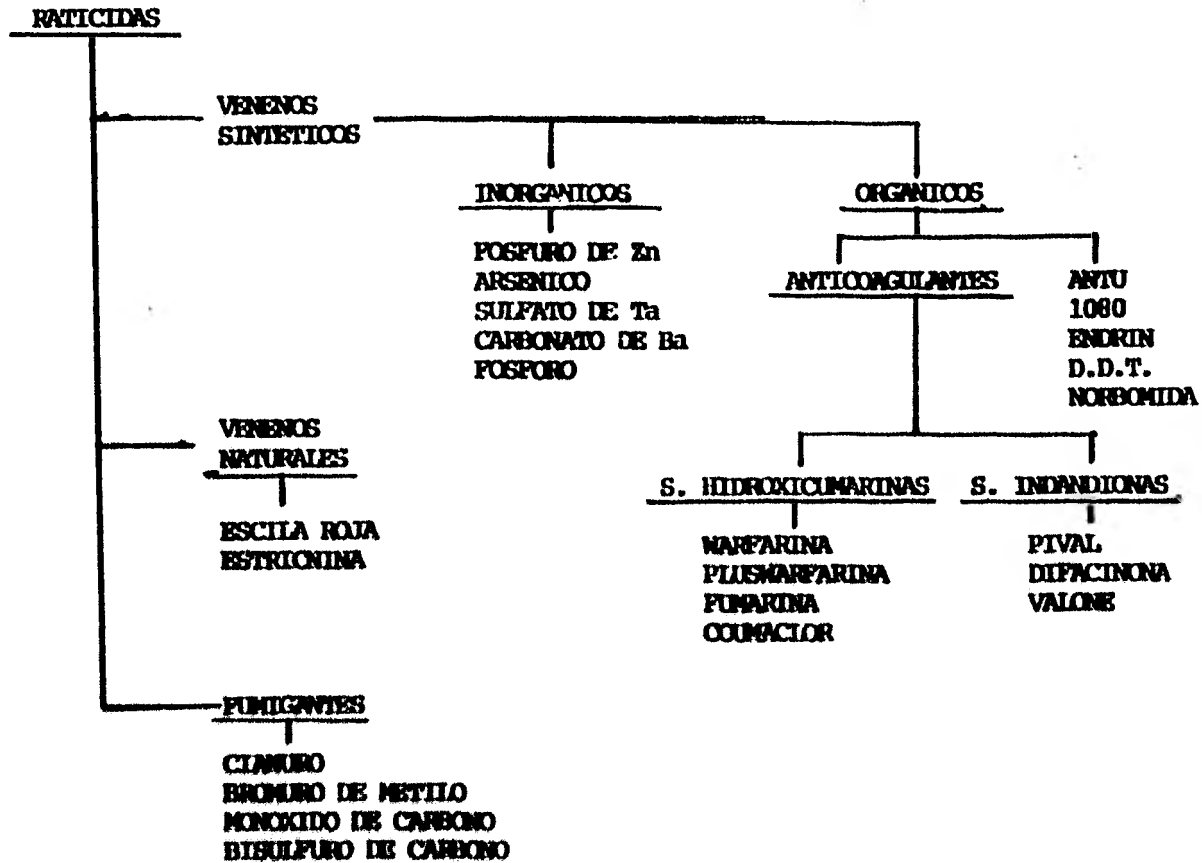 RATICIDAS
VENENOS
SINTETICOS
INORGANICOS
FOSFURO DE Zn
ARSENICO
SULFATO DE Ta
CARBONATO DE Ba
FOSFORO
ORGANICOS
ANTICOAGULANTES
ANTU
1080
ENDRIN
D.D.T.
NORBOMIDA
S. HIDROXICUMARINAS
WARFARINA
PLUSWARFARINA
FUMARINA
COUMACLOR
S. INDANDIONAS
PIVAL
DIFACINONA
VALONE
VENENOS
NATURALES
ESCILA ROJA
ESTRICNINA
FUMIGANTES
CIANURO
BROMURO DE METILO
MONOXIDO DE CARBONO
BISULFURO DE CARBONO